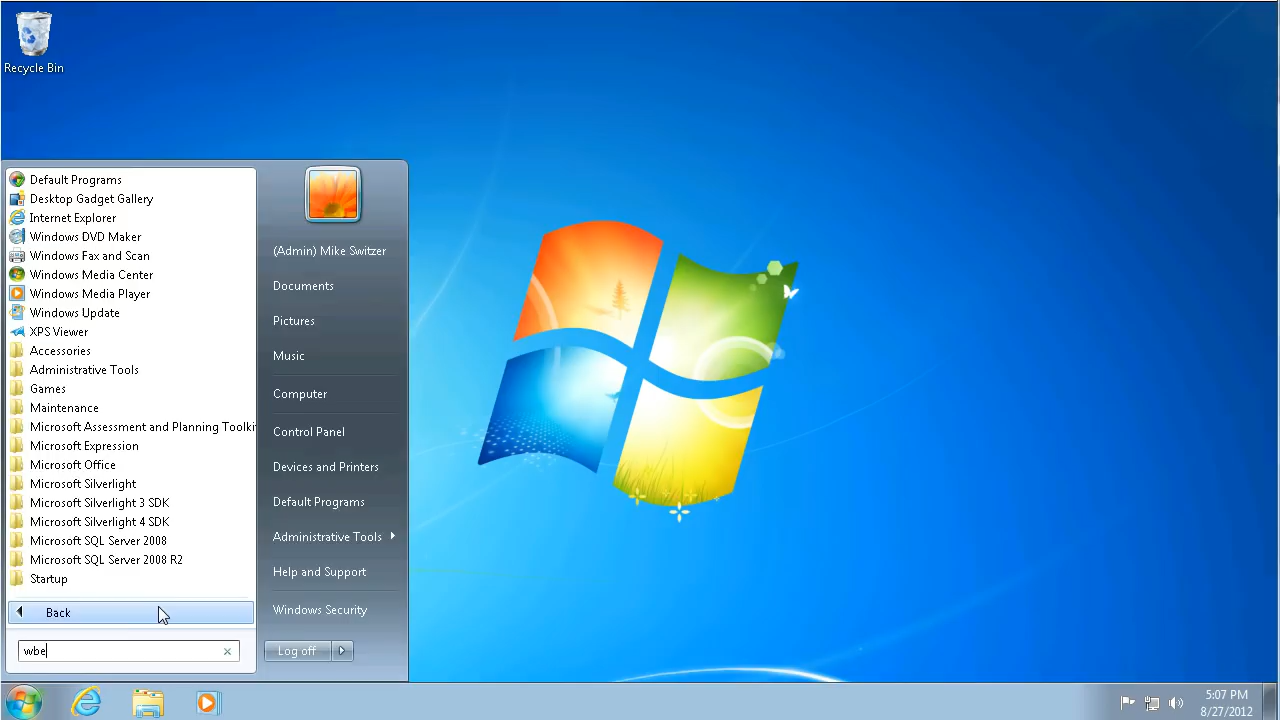 Recycle Bin
Default Programs
Desktop Gadget Gallery
Internet Explorer
Windows DVD Maker
Windows Fax and Scan
Windows Media Center
Windows Media Player
Windows Update
XPS Viewer
Accessories
Administrative Tools
Games
Maintenance
Microsoft Assessment and Planning Toolki
Microsoft Expression
Microsoft Office
Microsoft Silverlight
Microsoft Silverlight 3 SDK
Microsoft Silverlight 4 SDK
Microsoft SQL Server 2008
Microsoft SQL Server 2008 R2
Startup
Back
wbe
(Admin) Mike Switzer
Documents
Pictures
Music
Computer
Control Panel
Devices and Printers
Default Programs
Administrative Tools
Help and Support
Windows Security
Log off
5:07 PM
8/27/2012